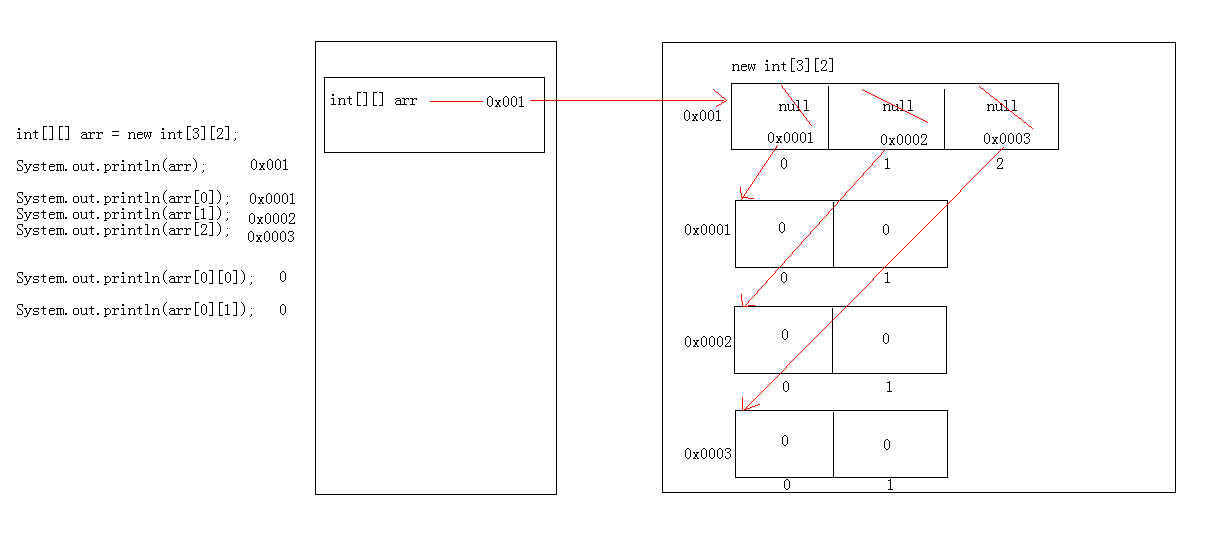 int[][] arr = new int[3][2];
System.out.println(arr); 0x001
System.out.println(arr[0]); 0x0001
System.out.println(arr[1]); 0x0002
System.out.println(arr[2]); 0x0003
System.out.println(arr[0][0]); 0
System.out.println(arr[0][1]); 0
int[][] arr 0x001
new int[3][2]
0x001
null null null
0x0001 0x0002 0x0003
0 1 2
0x0001 0 0
0 1
0x0002 0 0
0 1
0x0003 0 0
0 1